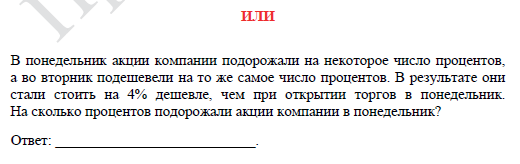 ИЛИ
В понедельник акции компании подорожали на некоторое число процентов,
а во вторник подешевели на то же самое число процентов. В результате они
стали стоить на 4% дешевле, чем при открытии торгов в понедельник.
На сколько процентов подорожали акции компании в понедельник?
Ответ: ____________________________.